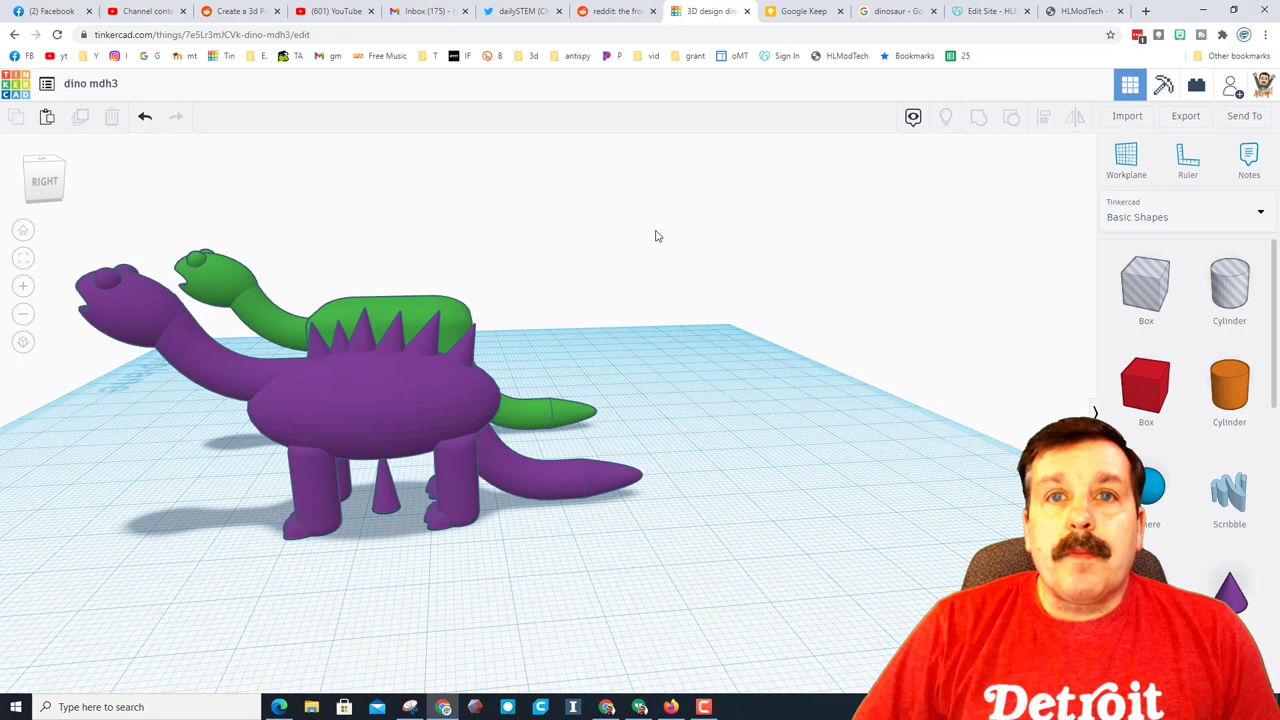 (2) Facebook
Channel conte
Create a 3d P
(601) YouTube
Inbox (175) - h
dailySTEM (Ch
reddit: the fro
3D design din
Google Keep
dinosaur - Go
Edit Site - HLM
HLModTech -
tinkercad.com/things/7e5Lr3mJCVk-dino-mdh3/edit
FB
yt
Y
I
G
mt
Tin
E.
TA
gm
Free Music
T
IF
B
3d
antispy
P
vid
grant
oMT
Sign In
HLModTech
Bookmarks
25
Other bookmarks
TIN
KER
CAD
dino mdh3
Import
Export
Send To
RIGHT
Workplane
Ruler
Notes
Tinkercad
Basic Shapes
Box
Cylinder
Box
Cylinder
here
Scribble
Detroit
Type here to search